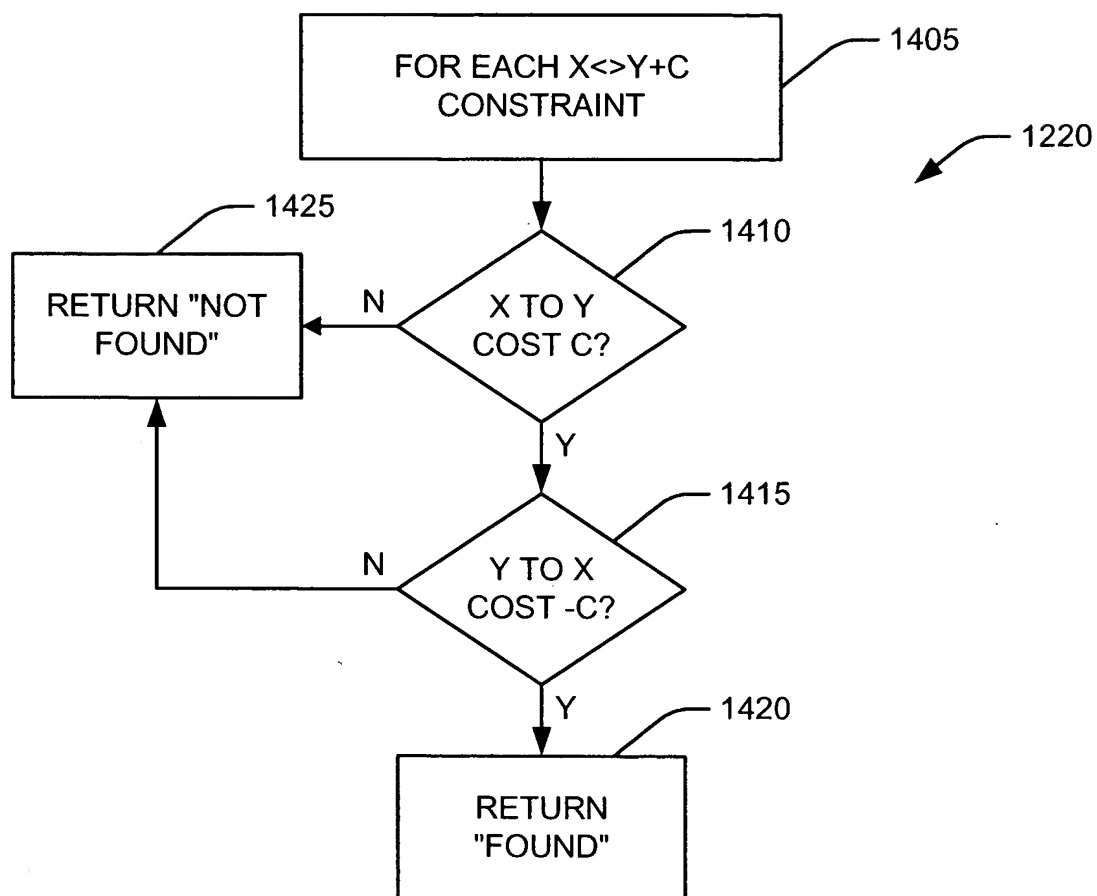 FOR EACH X<>Y+C
CONSTRAINT
1405
1220
1425
1410
RETURN "NOT
FOUND"
N
X TO Y
COST C?
Y
1415
N
Y TO X
COST -C?
Y
1420
RETURN
"FOUND"